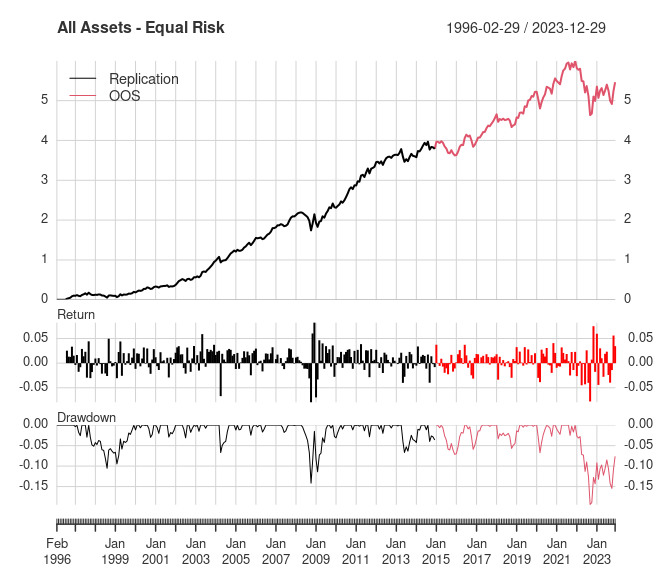 All Assets - Equal Risk 1996-02-29 / 2023-12-29
Replication
OOS
5 5
4 4
3 3
2 2
1 1
0 0
Return
0.05 0.05
0.00 0.00
-0.05 -0.05
Drawdown
0.00 0.00
-0.05 -0.05
-0.10 -0.10
-0.15 -0.15
Feb Jan Jan Jan Jan Jan Jan Jan Jan Jan Jan Jan Jan Jan
1996 1999 2001 2003 2005 2007 2009 2011 2013 2015 2017 2019 2021 2023